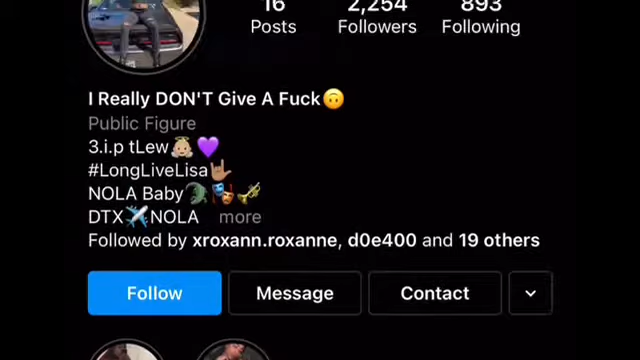 16 2,254 893
Posts Followers Following
I Really DON'T Give A Fuck🙃
Public Figure
3.i.p tLew👼🏼💜
#LongLiveLisa🤟🏽
NOLA Baby🐊🎭🎺
DTX✈️NOLA more
Followed by xroxann.roxanne, d0e400 and 19 others
Follow Message Contact